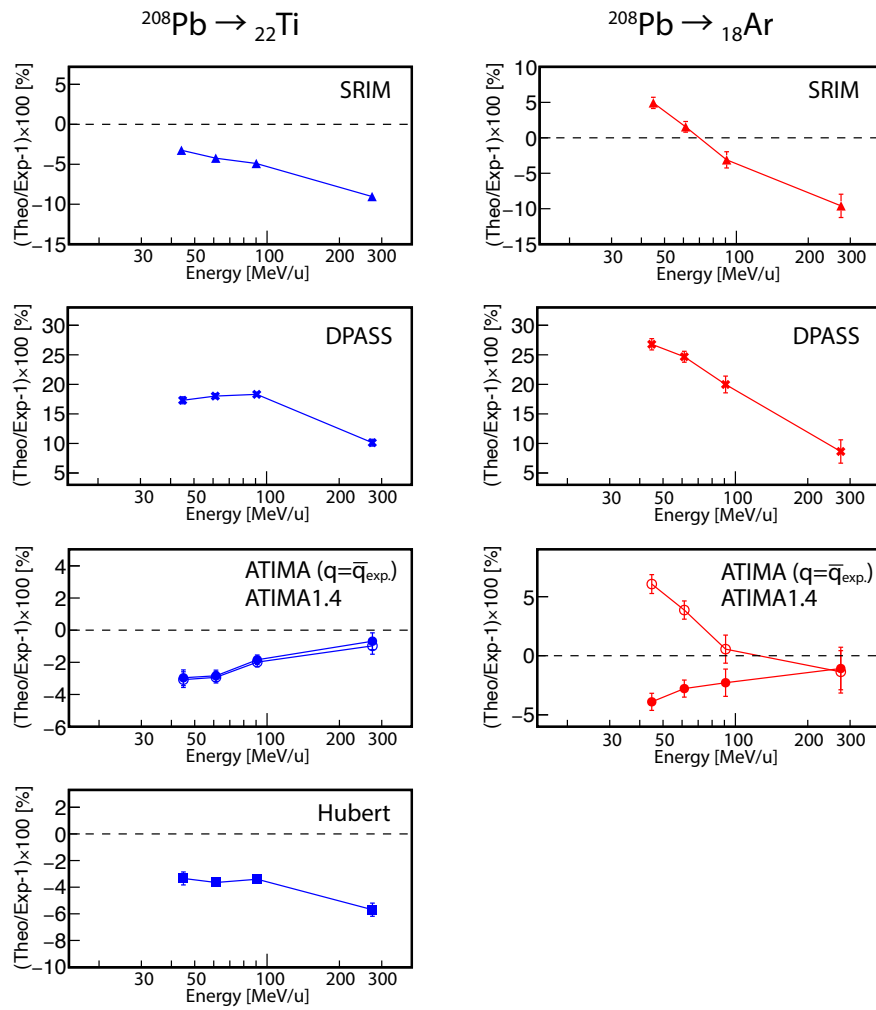 ²⁰⁸Pb → ₂₂Ti
²⁰⁸Pb → ₁₈Ar
(Theo/Exp-1)×100 [%]
5
0
−5
−10
−15
SRIM
30 50 100 200 300
Energy [MeV/u]
(Theo/Exp-1)×100 [%]
10
5
0
−5
−10
−15
SRIM
30 50 100 200 300
Energy [MeV/u]
(Theo/Exp-1)×100 [%]
30
25
20
15
10
5
DPASS
30 50 100 200 300
Energy [MeV/u]
(Theo/Exp-1)×100 [%]
30
25
20
15
10
5
DPASS
30 50 100 200 300
Energy [MeV/u]
(Theo/Exp-1)×100 [%]
4
2
0
−2
−4
−6
ATIMA (q=q̅exp.)
ATIMA1.4
30 50 100 200 300
Energy [MeV/u]
(Theo/Exp-1)×100 [%]
5
0
−5
ATIMA (q=q̅exp.)
ATIMA1.4
30 50 100 200 300
Energy [MeV/u]
(Theo/Exp-1)×100 [%]
2
0
−2
−4
−6
−8
−10
Hubert
30 50 100 200 300
Energy [MeV/u]